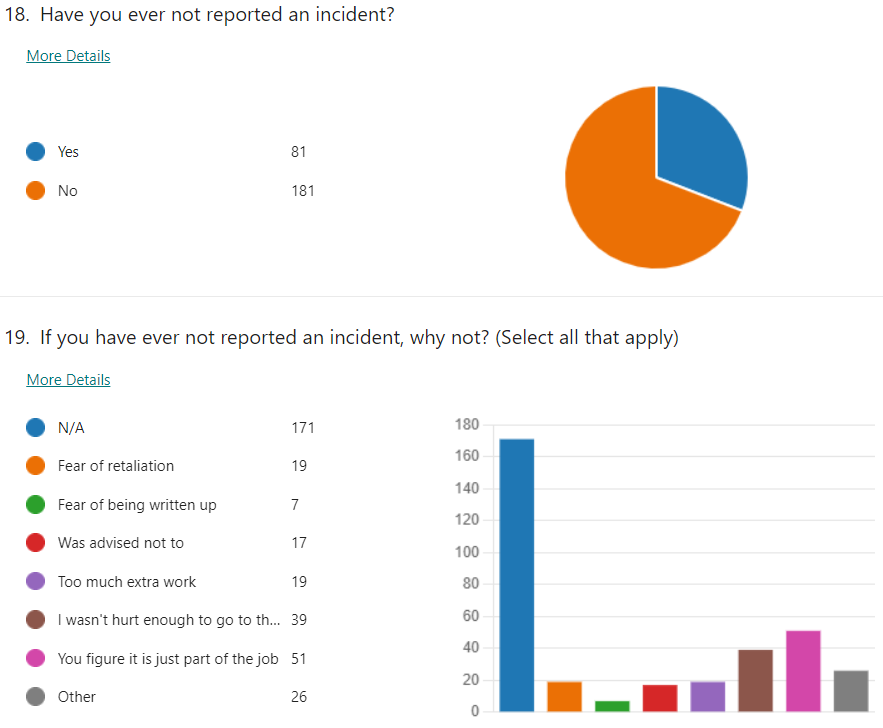 18. Have you ever not reported an incident?
More Details
Yes 81
No 181
19. If you have ever not reported an incident, why not? (Select all that apply)
More Details
N/A 171
Fear of retaliation 19
Fear of being written up 7
Was advised not to 17
Too much extra work 19
I wasn't hurt enough to go to th... 39
You figure it is just part of the job 51
Other 26
180
160
140
120
100
80
60
40
20
0